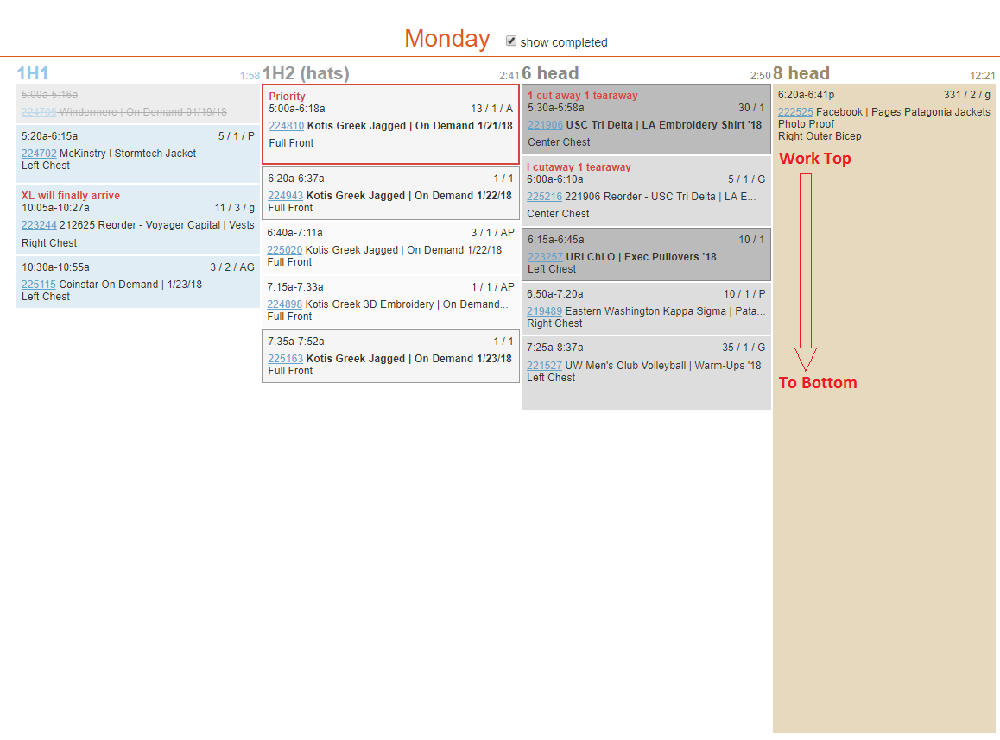 Monday
show completed
1H1 1:58
5:00a-5:16a
224705 Windermere | On Demand 01/19/18
5:20a-6:15a 5 / 1 / P
224702 McKinstry I Stormtech Jacket
Left Chest
XL will finally arrive
10:05a-10:27a 11 / 3 / g
223244 212625 Reorder - Voyager Capital | Vests
Right Chest
10:30a-10:55a 3 / 2 / AG
225115 Coinstar On Demand | 1/23/18
Left Chest
1H2 (hats) 2:41
Priority
5:00a-6:18a 13 / 1 / A
224810 Kotis Greek Jagged | On Demand 1/21/18
Full Front
6:20a-6:37a 1 / 1
224943 Kotis Greek Jagged | On Demand 1/22/18
Full Front
6:40a-7:11a 3 / 1 / AP
225020 Kotis Greek Jagged | On Demand 1/22/18
Full Front
7:15a-7:33a 1 / 1 / AP
224898 Kotis Greek 3D Embroidery | On Demand...
Full Front
7:35a-7:52a 1 / 1
225163 Kotis Greek Jagged | On Demand 1/23/18
Full Front
6 head 2:50
1 cut away 1 tearaway
5:30a-5:58a 30 / 1
221906 USC Tri Delta | LA Embroidery Shirt '18
Center Chest
I cutaway 1 tearaway
6:00a-6:10a 5 / 1 / G
225216 221906 Reorder - USC Tri Delta | LA E...
Center Chest
6:15a-6:45a 10 / 1
223257 URI Chi O | Exec Pullovers '18
Left Chest
6:50a-7:20a 10 / 1 / P
219489 Eastern Washington Kappa Sigma | Pata...
Right Chest
7:25a-8:37a 35 / 1 / G
221527 UW Men's Club Volleyball | Warm-Ups '18
Left Chest
8 head 12:21
6:20a-6:41p 331 / 2 / g
222525 Facebook | Pages Patagonia Jackets
Photo Proof
Right Outer Bicep
Work Top
To Bottom